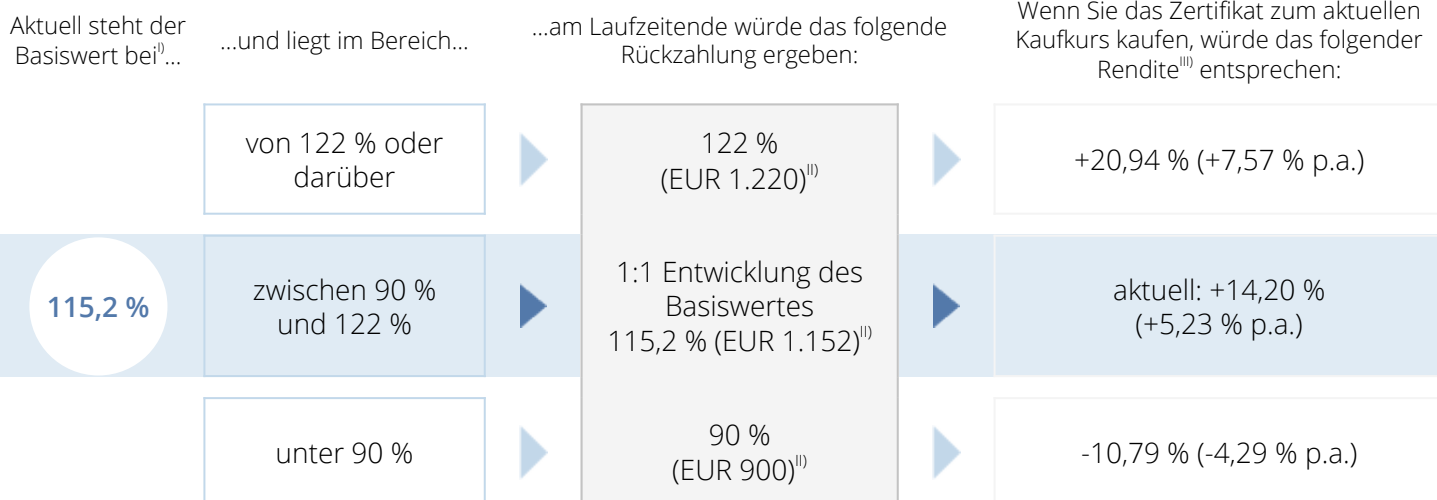 Aktuell steht der
Basiswert bei I)...
...und liegt im Bereich...
...am Laufzeitende würde das folgende
Rückzahlung ergeben:
Wenn Sie das Zertifikat zum aktuellen
Kaufkurs kaufen, würde das folgender
Rendite III) entsprechen:
von 122 % oder
darüber
122 %
(EUR 1.220) II)
+20,94 % (+7,57 % p.a.)
115,2 %
zwischen 90 %
und 122 %
1:1 Entwicklung des
Basiswertes
115,2 % (EUR 1.152) II)
aktuell: +14,20 %
(+5,23 % p.a.)
unter 90 %
90 %
(EUR 900) II)
-10,79 % (-4,29 % p.a.)